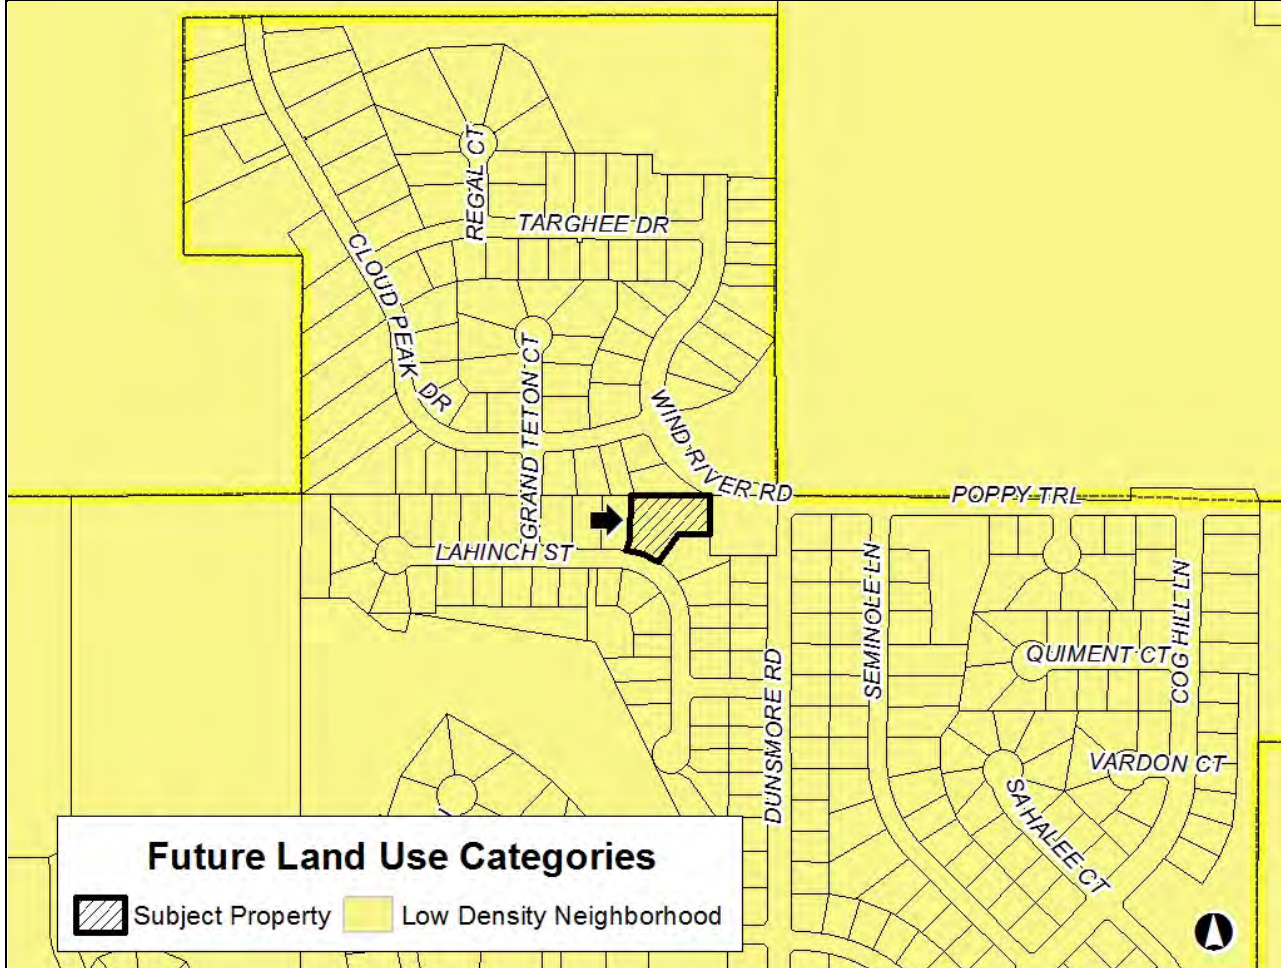 REGAL CT
TARGHEE DR
CLOUD PEAK DR
GRAND TETON CT
WIND RIVER RD
POPPY TRL
LAHINCH ST
SEMINOLE LN
COG HILL LN
QUIMENT CT
DUNSMORE RD
VARDON CT
SAHALEE CT
Future Land Use Categories
Subject Property
Low Density Neighborhood